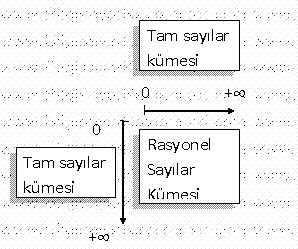 Tam sayılar
kümesi
0 +∞
0
Rasyonel
Sayılar
Kümesi
Tam sayılar
kümesi
+∞